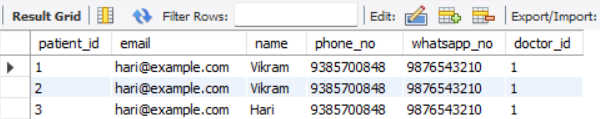 Result Grid Filter Rows: Edit: Export/Import:
patient_id email name phone_no whatsapp_no doctor_id
1 hari@example.com Vikram 9385700848 9876543210 1
2 hari@example.com Vikram 9385700848 9876543210 1
3 hari@example.com Hari 9385700848 9876543210 1